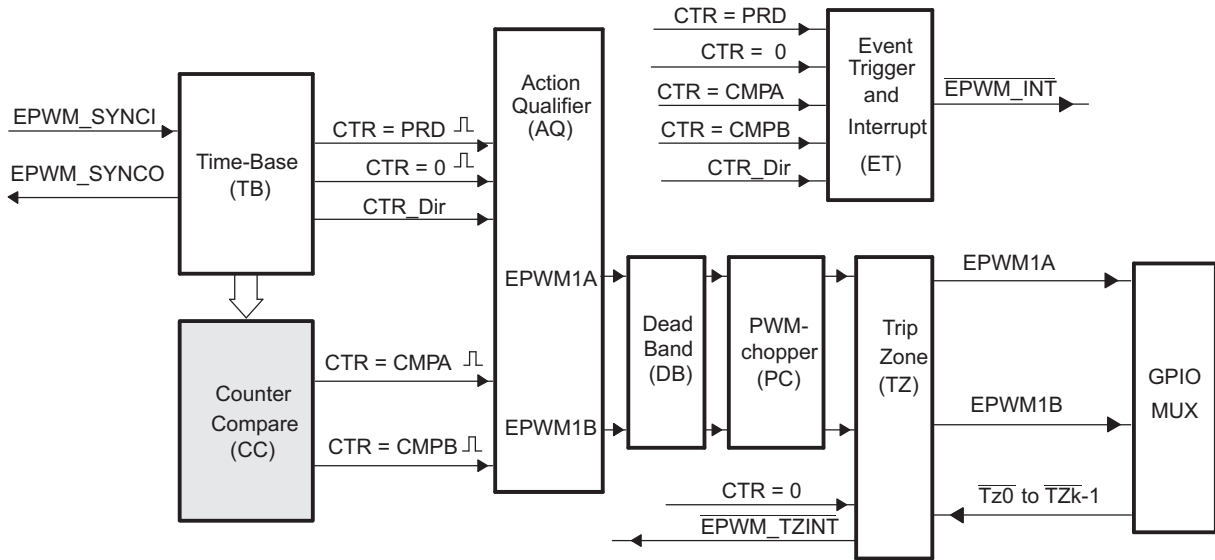 EPWM_SYNCI
EPWM_SYNCO
Time-Base
(TB)
CTR = PRD
CTR = 0
CTR_Dir
Counter
Compare
(CC)
CTR = CMPA
CTR = CMPB
Action
Qualifier
(AQ)
EPWM1A
EPWM1B
CTR = PRD
CTR = 0
CTR = CMPA
CTR = CMPB
CTR_Dir
Event
Trigger
and
Interrupt
(ET)
EPWM_INT
Dead
Band
(DB)
PWM-
chopper
(PC)
Trip
Zone
(TZ)
CTR = 0
EPWM_TZINT
EPWM1A
EPWM1B
Tz0 to TZk-1
GPIO
MUX